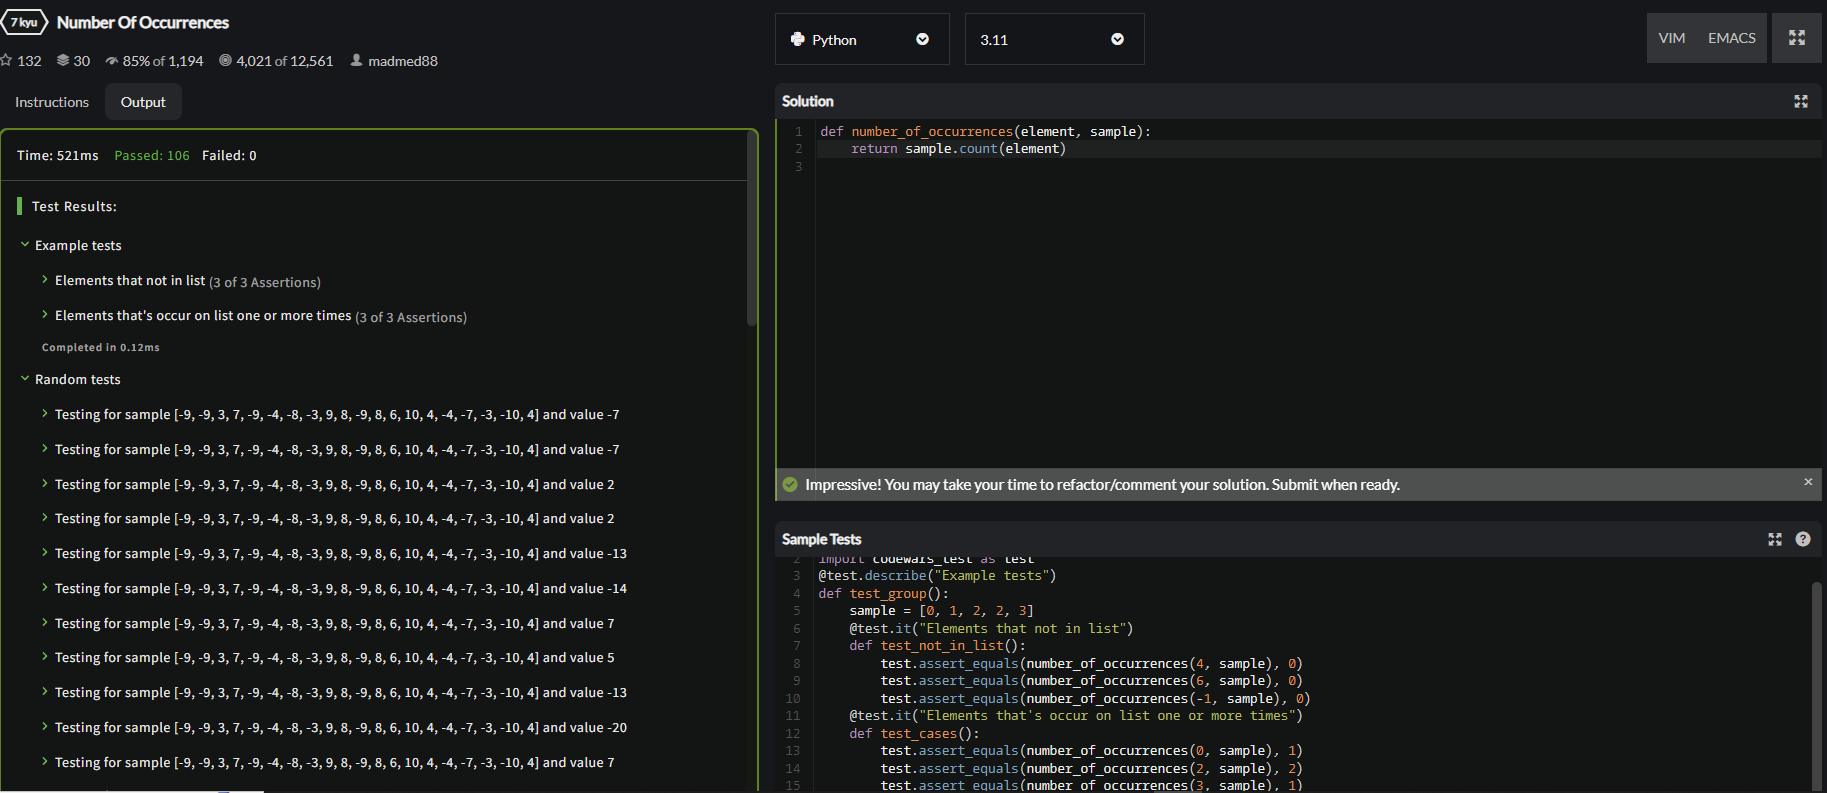 7 kyu Number Of Occurrences
132 30 85% of 1,194 4,021 of 12,561 madmed88
Instructions Output
Time: 521ms Passed: 106 Failed: 0
Test Results:
Example tests
Elements that not in list (3 of 3 Assertions)
Elements that's occur on list one or more times (3 of 3 Assertions)
Completed in 0.12ms
Random tests
Testing for sample [-9, -9, 3, 7, -9, -4, -8, -3, 9, 8, -9, 8, 6, 10, 4, -4, -7, -3, -10, 4] and value -7
Testing for sample [-9, -9, 3, 7, -9, -4, -8, -3, 9, 8, -9, 8, 6, 10, 4, -4, -7, -3, -10, 4] and value -7
Testing for sample [-9, -9, 3, 7, -9, -4, -8, -3, 9, 8, -9, 8, 6, 10, 4, -4, -7, -3, -10, 4] and value 2
Testing for sample [-9, -9, 3, 7, -9, -4, -8, -3, 9, 8, -9, 8, 6, 10, 4, -4, -7, -3, -10, 4] and value 2
Testing for sample [-9, -9, 3, 7, -9, -4, -8, -3, 9, 8, -9, 8, 6, 10, 4, -4, -7, -3, -10, 4] and value -13
Testing for sample [-9, -9, 3, 7, -9, -4, -8, -3, 9, 8, -9, 8, 6, 10, 4, -4, -7, -3, -10, 4] and value -14
Testing for sample [-9, -9, 3, 7, -9, -4, -8, -3, 9, 8, -9, 8, 6, 10, 4, -4, -7, -3, -10, 4] and value 7
Testing for sample [-9, -9, 3, 7, -9, -4, -8, -3, 9, 8, -9, 8, 6, 10, 4, -4, -7, -3, -10, 4] and value 5
Testing for sample [-9, -9, 3, 7, -9, -4, -8, -3, 9, 8, -9, 8, 6, 10, 4, -4, -7, -3, -10, 4] and value -13
Testing for sample [-9, -9, 3, 7, -9, -4, -8, -3, 9, 8, -9, 8, 6, 10, 4, -4, -7, -3, -10, 4] and value -20
Testing for sample [-9, -9, 3, 7, -9, -4, -8, -3, 9, 8, -9, 8, 6, 10, 4, -4, -7, -3, -10, 4] and value 7
Python 3.11 VIM EMACS
Solution
1 def number_of_occurrences(element, sample):
2     return sample.count(element)
3
Impressive! You may take your time to refactor/comment your solution. Submit when ready.
Sample Tests
2 import codewars_test as test
3 @test.describe("Example tests")
4 def test_group():
5     sample = [0, 1, 2, 2, 3]
6     @test.it("Elements that not in list")
7     def test_not_in_list():
8         test.assert_equals(number_of_occurrences(4, sample), 0)
9         test.assert_equals(number_of_occurrences(6, sample), 0)
10         test.assert_equals(number_of_occurrences(-1, sample), 0)
11     @test.it("Elements that's occur on list one or more times")
12     def test_cases():
13         test.assert_equals(number_of_occurrences(0, sample), 1)
14         test.assert_equals(number_of_occurrences(2, sample), 2)
15         test.assert_equals(number_of_occurrences(3, sample), 1)